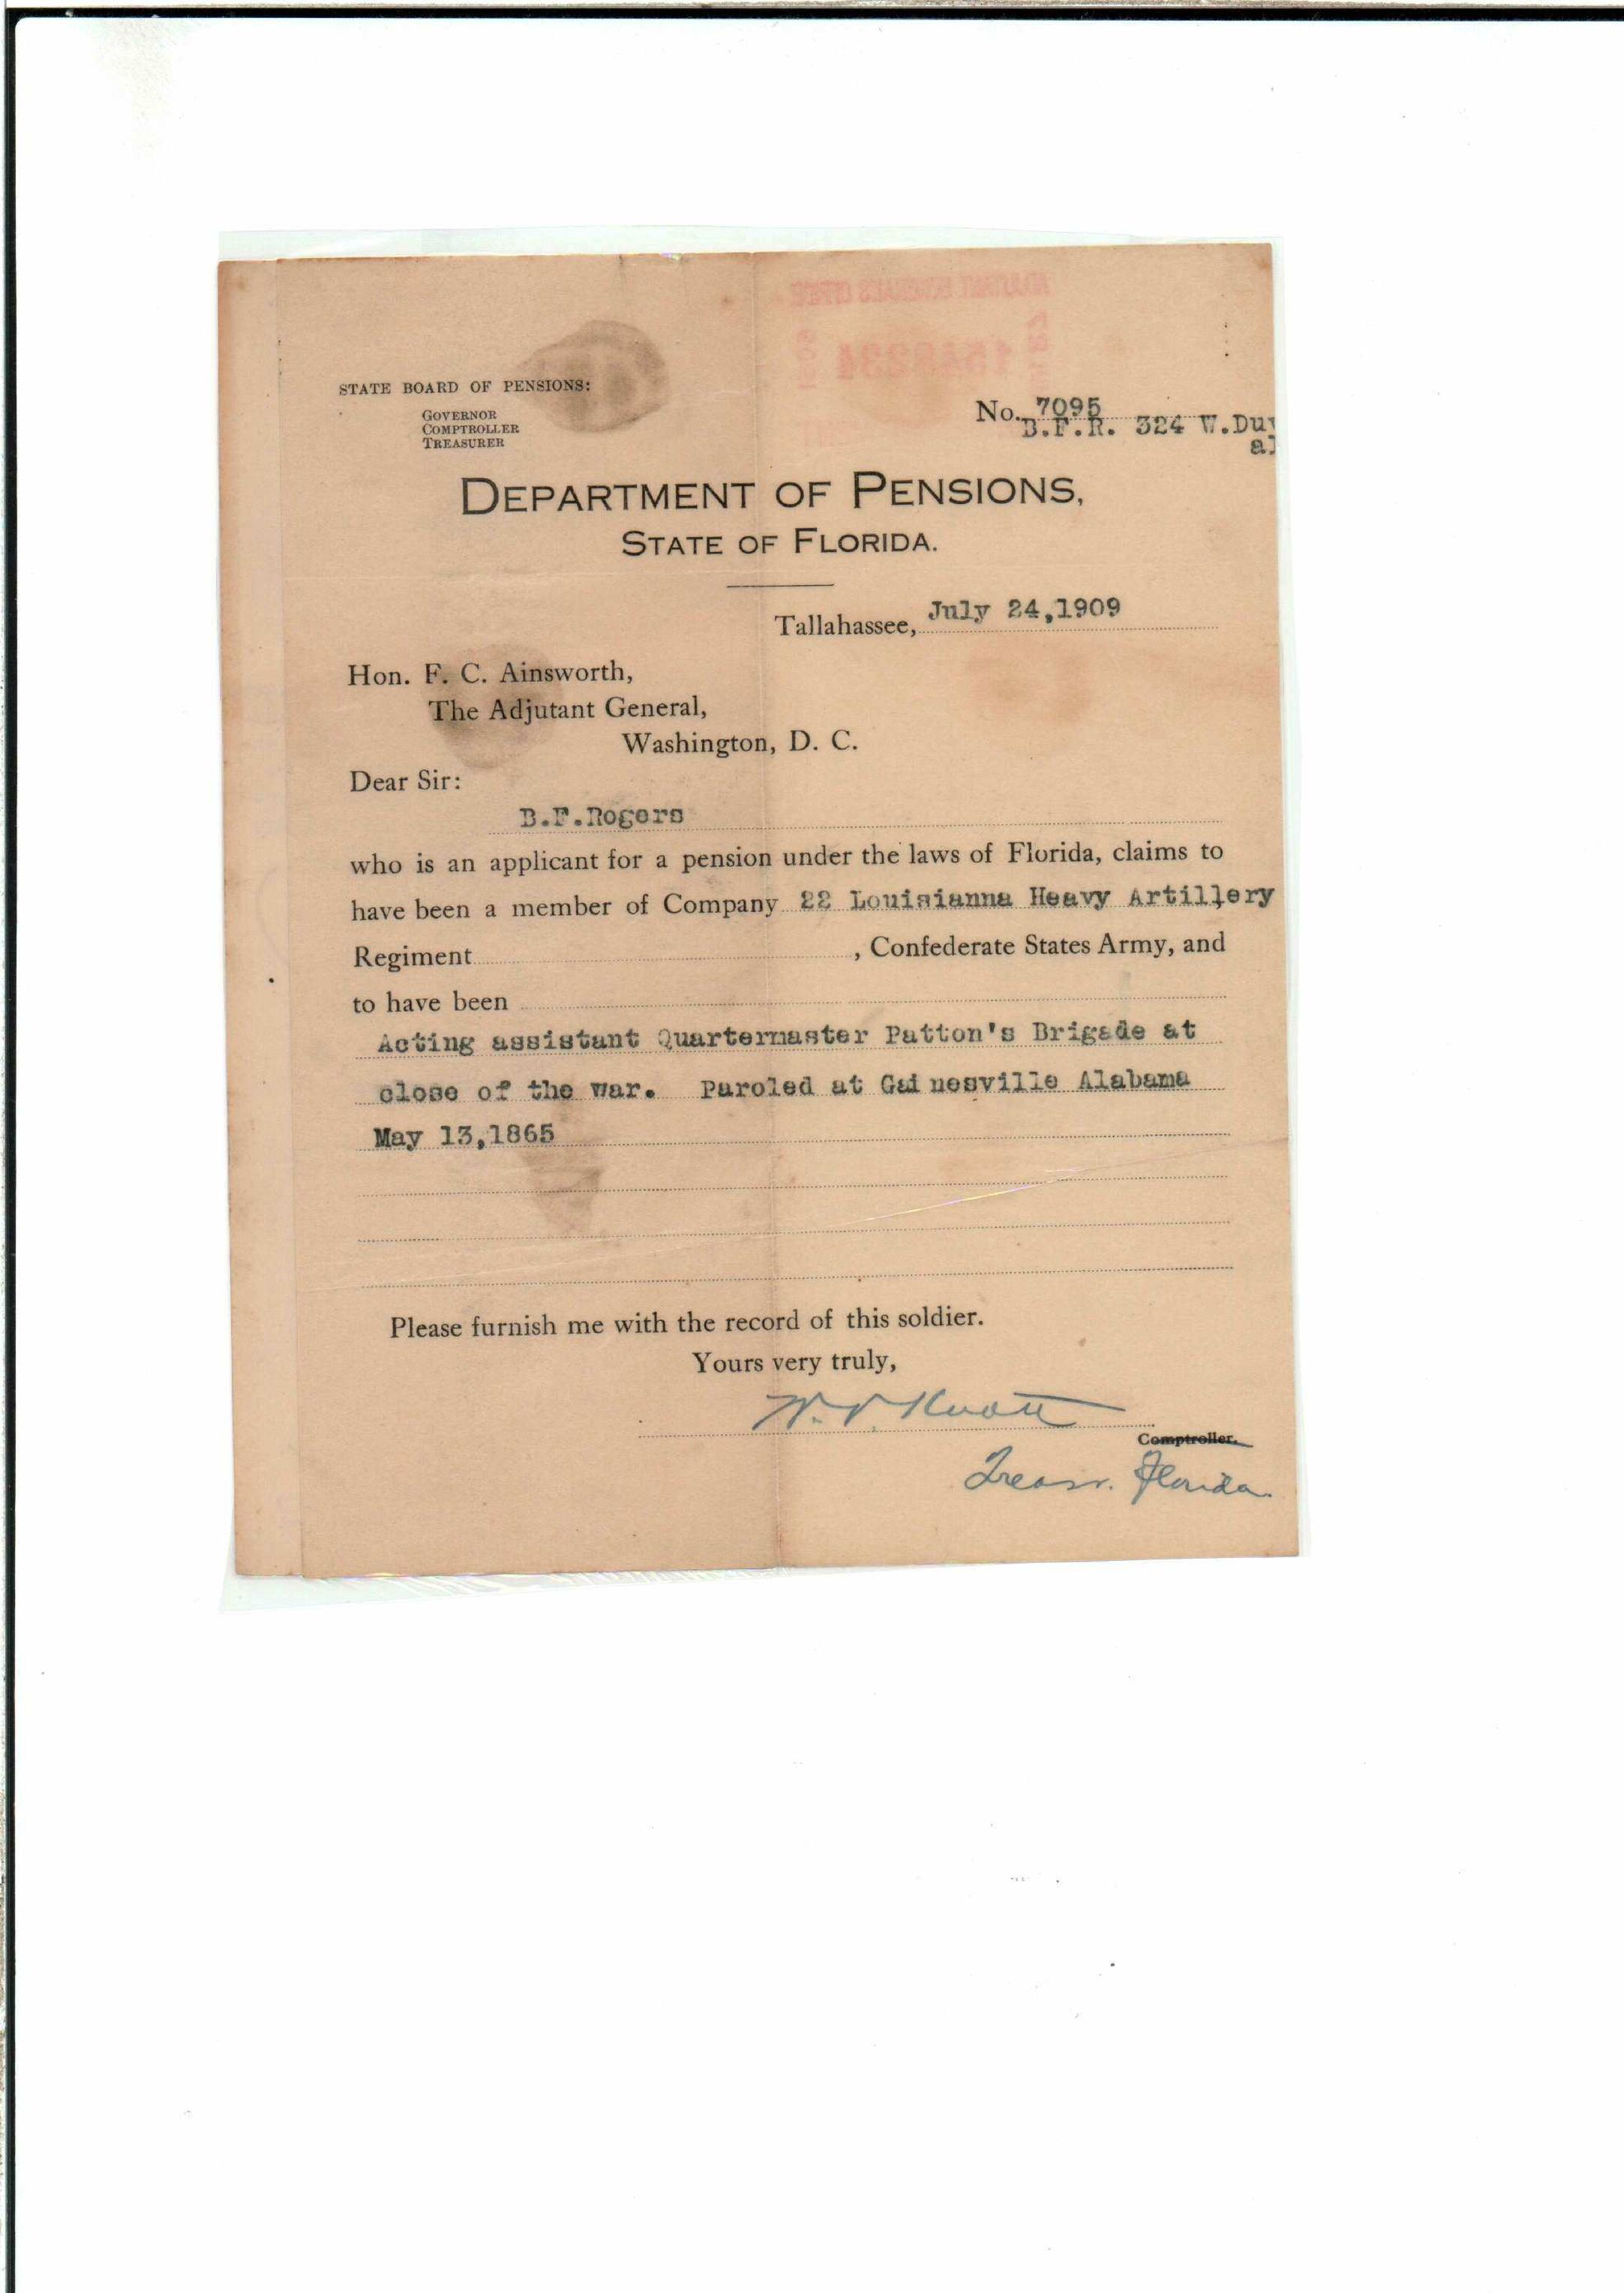 STATE BOARD OF PENSIONS:
GOVERNOR
COMPTROLLER
TREASURER
No. 7095
B.F.R. 324 W.Du
DEPARTMENT OF PENSIONS,
STATE OF FLORIDA.
Tallahassee, July 24,1909
Hon. F. C. Ainsworth,
The Adjutant General,
Washington, D. C.
Dear Sir:
B.F.Rogers
who is an applicant for a pension under the laws of Florida, claims to
have been a member of Company 22 Louisianna Heavy Artillery
Regiment , Confederate States Army, and
to have been
Acting assistant Quartermaster Patton's Brigade at
close of the war. Paroled at Gainesville Alabama
May 13,1865
Please furnish me with the record of this soldier.
Yours very truly,
W. V. Knott
Comptroller.
Treasr. Florida